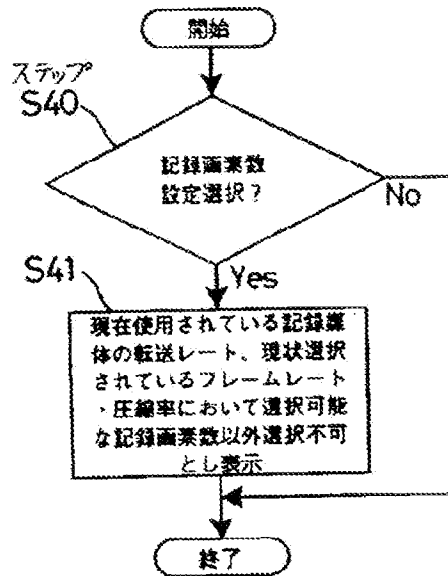 開始
ステップ
S40
記録画素数
設定選択？
No
S41
Yes
現在使用されている記録媒
体の転送レート、現状選択
されているフレームレート
・圧縮率において選択可能
な記録画素数以外選択不可
とし表示
終了